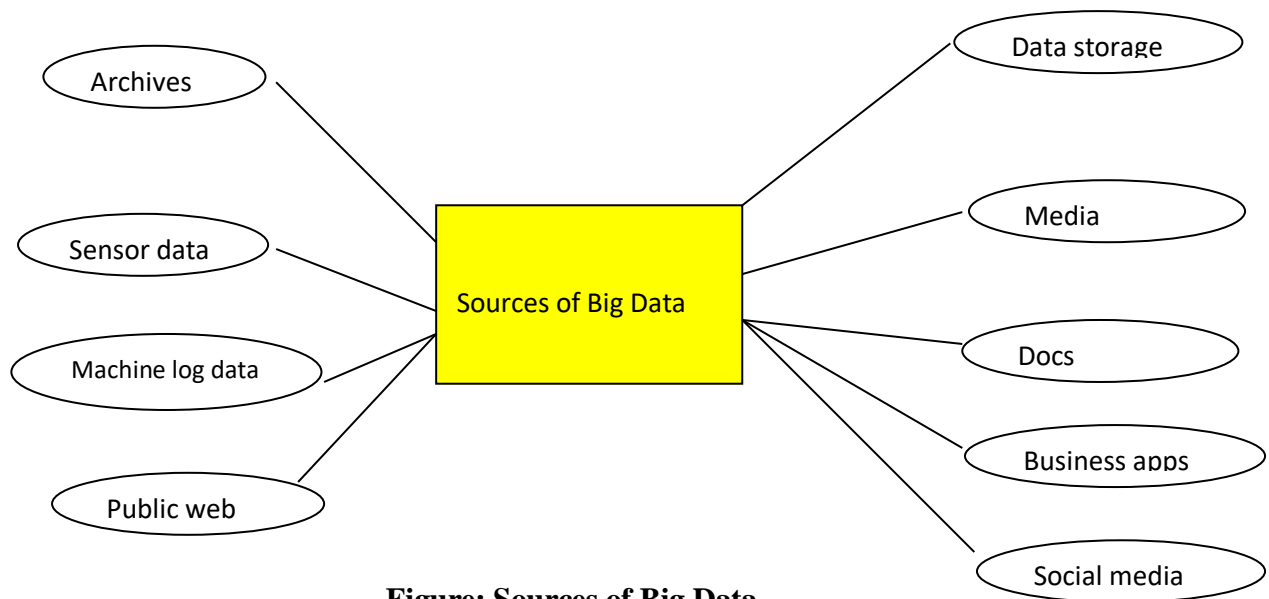 Data storage
Archives
Media
Sensor data
Sources of Big Data
Docs
Machine log data
Business apps
Public web
Social media
Figure: Sources of Big Data